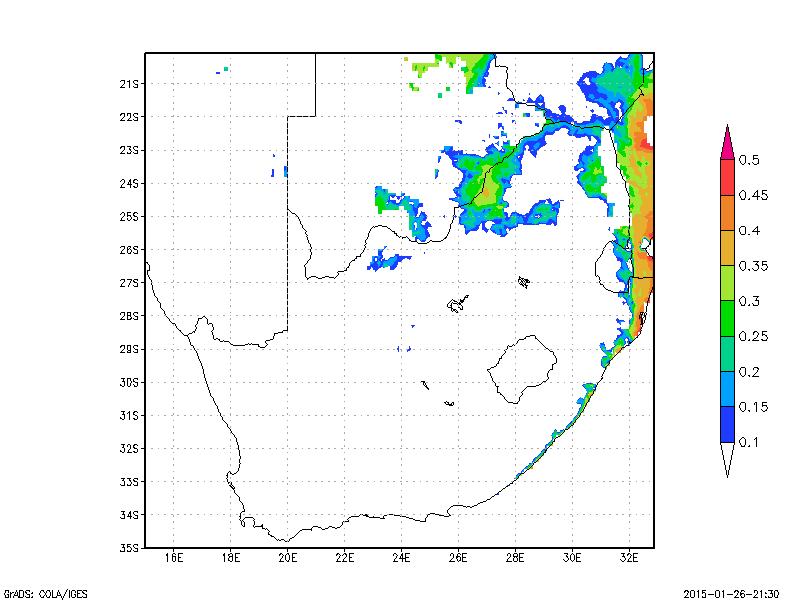 21S
22S
23S
24S
25S
26S
27S
28S
29S
30S
31S
32S
33S
34S
35S
16E 18E 20E 22E 24E 26E 28E 30E 32E
0.5
0.45
0.4
0.35
0.3
0.25
0.2
0.15
0.1
GrADS: COLA/IGES
2015-01-26-21:30